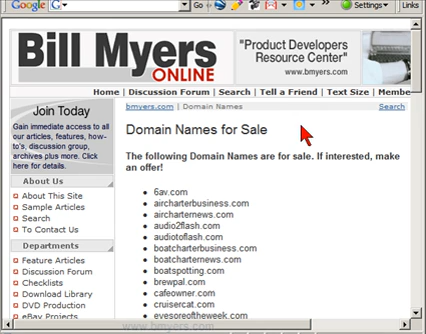 Google
Go
Settings
Links
Bill Myers
ONLINE
"Product Developers
Resource Center"
www.bmyers.com
Home | Discussion Forum | Search | Tell a Friend | Text Size | Membe
Join Today
Gain immediate access to all
our articles, features, how-
to's, discussion group,
archives plus more. Click
here for details.
About Us
About This Site
Sample Articles
Search
To Contact Us
Departments
Feature Articles
Discussion Forum
Checklists
Download Library
DVD Production
eBay Projects
bmyers.com | Domain Names
Search
Domain Names for Sale
The following Domain Names are for sale. If interested, make
an offer!
6av.com
aircharterbusiness.com
aircharternews.com
audio2flash.com
audiotoflash.com
boatcharterbusiness.com
boatcharternews.com
boatspotting.com
brewpal.com
cafeowner.com
cruisercat.com
eyesoreoftheweek.com
www.bmyers.com